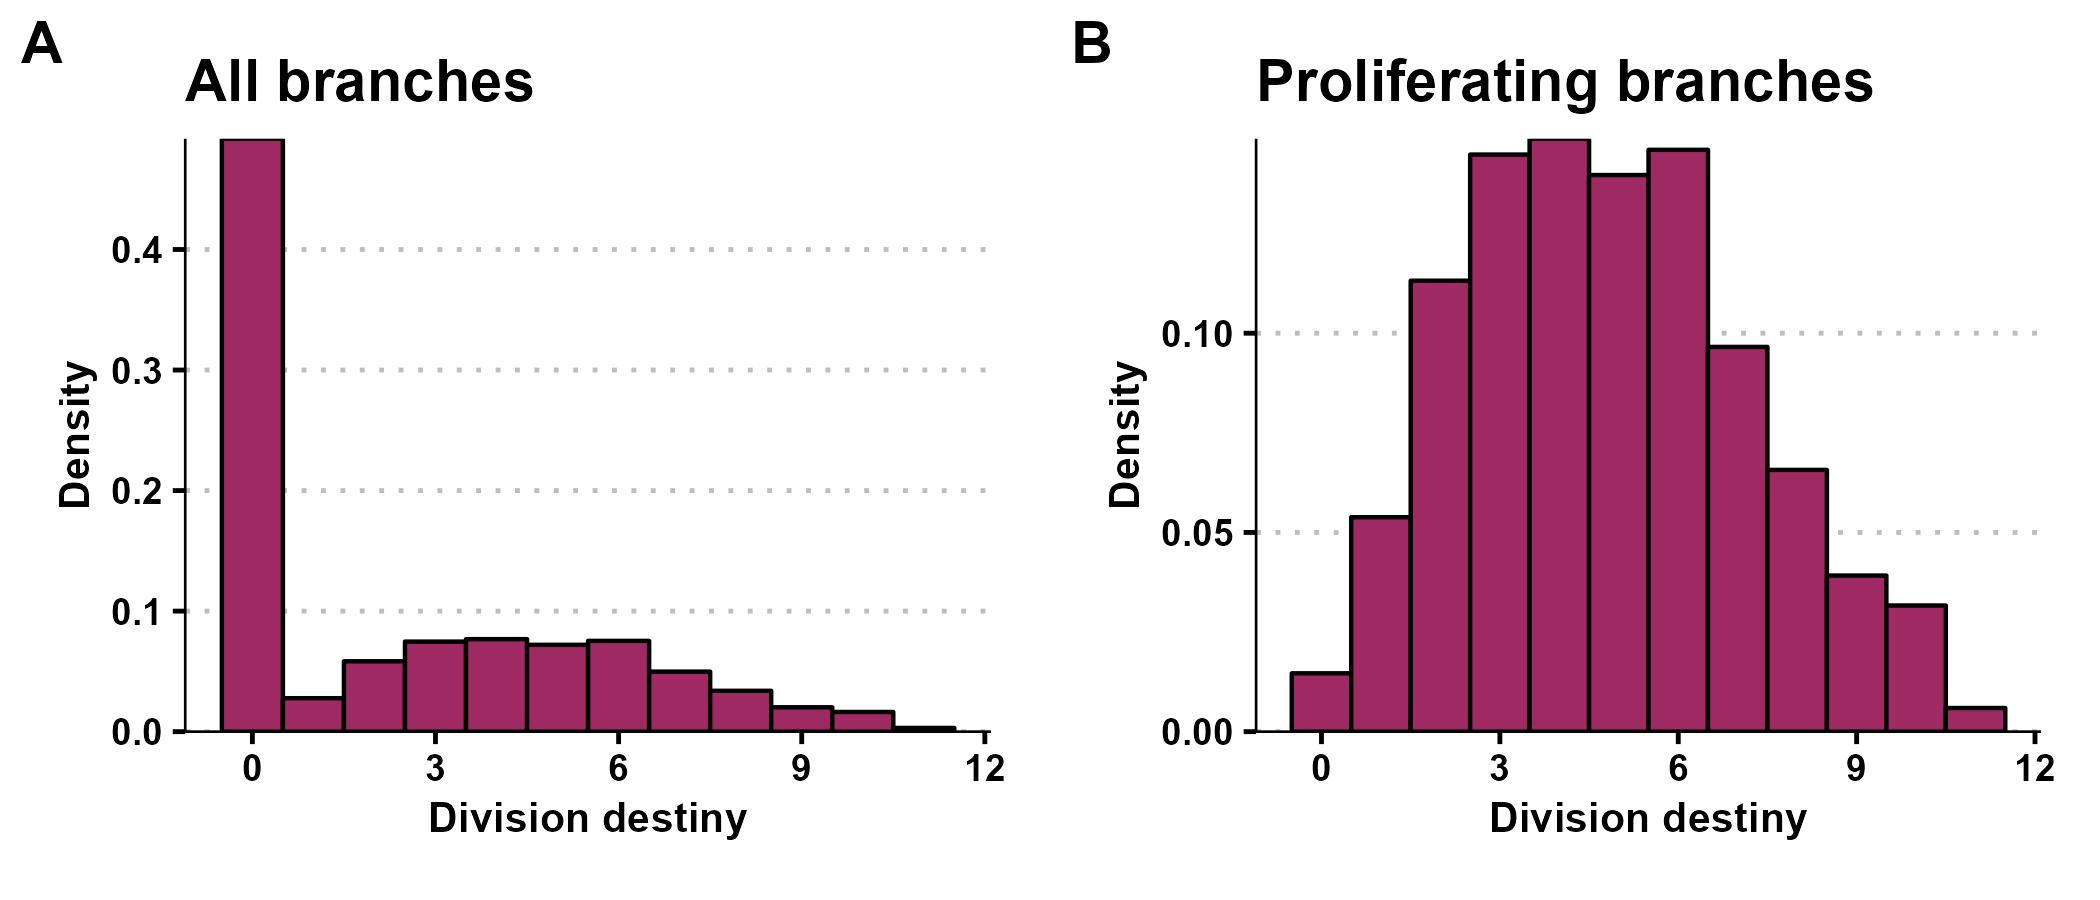 A
All branches
Density
0.4
0.3
0.2
0.1
0.0
0 3 6 9 12
Division destiny
B
Proliferating branches
Density
0.10
0.05
0.00
0 3 6 9 12
Division destiny